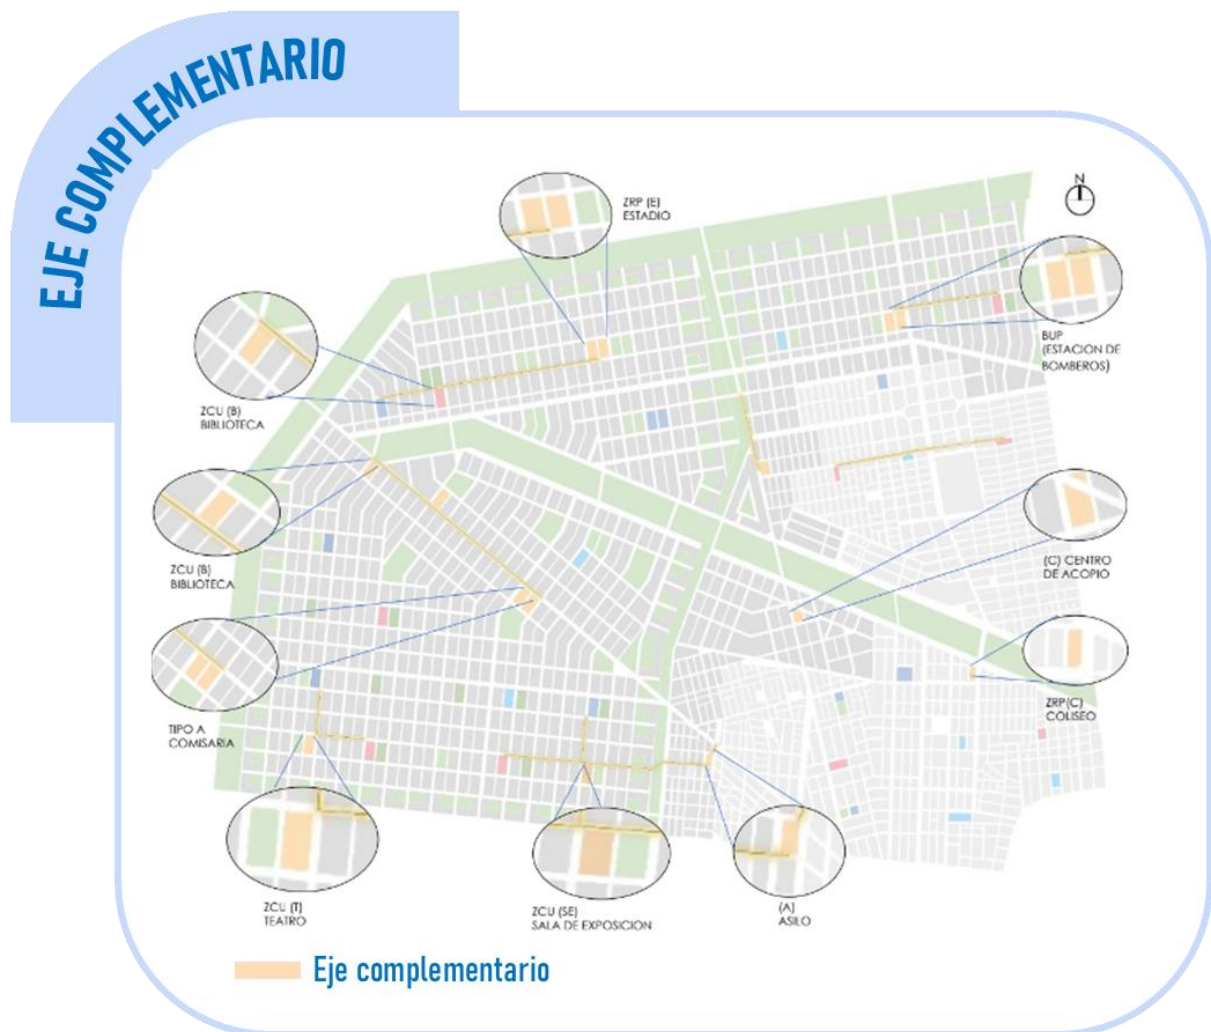 EJE COMPLEMENTARIO
N
ZRP (E)
ESTADIO
BUP
(ESTACION DE
BOMBEROS)
ZCU (B)
BIBLIOTECA
ZCU (B)
BIBLIOTECA
(C) CENTRO
DE ACOPIO
TIPO A
COMISARIA
ZRP(C)
COLISEO
ZCU (T)
TEATRO
ZCU (SE)
SALA DE EXPOSICION
(A)
ASILO
Eje complementario